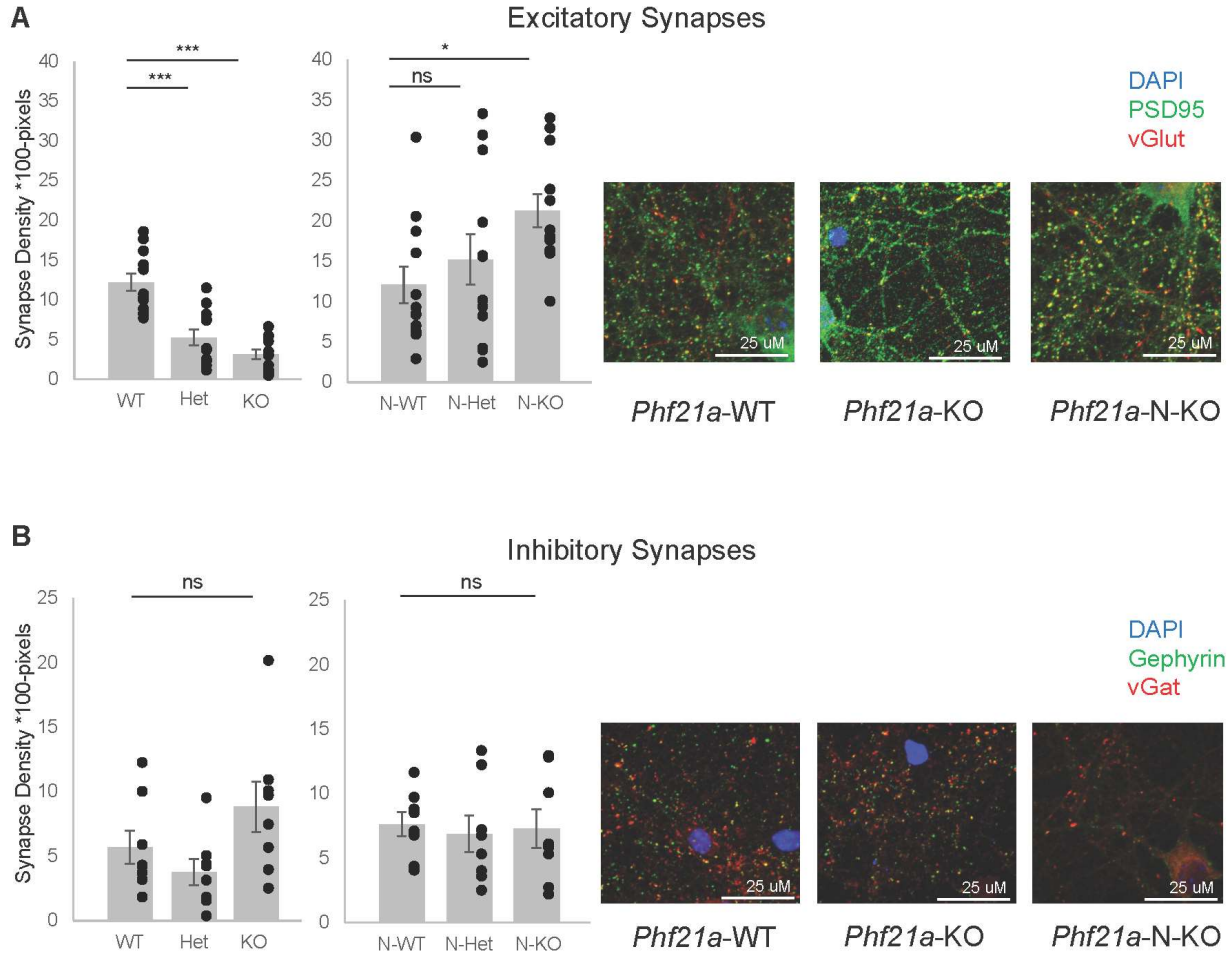 A
Excitatory Synapses
Synapse Density *100-pixels
40
35
30
25
20
15
10
5
0
***
***
WT
Het
KO
40
35
30
25
20
15
10
5
0
*
ns
N-WT
N-Het
N-KO
DAPI
PSD95
vGlut
25 uM
25 uM
25 uM
Phf21a-WT
Phf21a-KO
Phf21a-N-KO
B
Inhibitory Synapses
Synapse Density *100-pixels
25
20
15
10
5
0
ns
WT
Het
KO
25
20
15
10
5
0
ns
N-WT
N-Het
N-KO
DAPI
Gephyrin
vGat
25 uM
25 uM
25 uM
Phf21a-WT
Phf21a-KO
Phf21a-N-KO